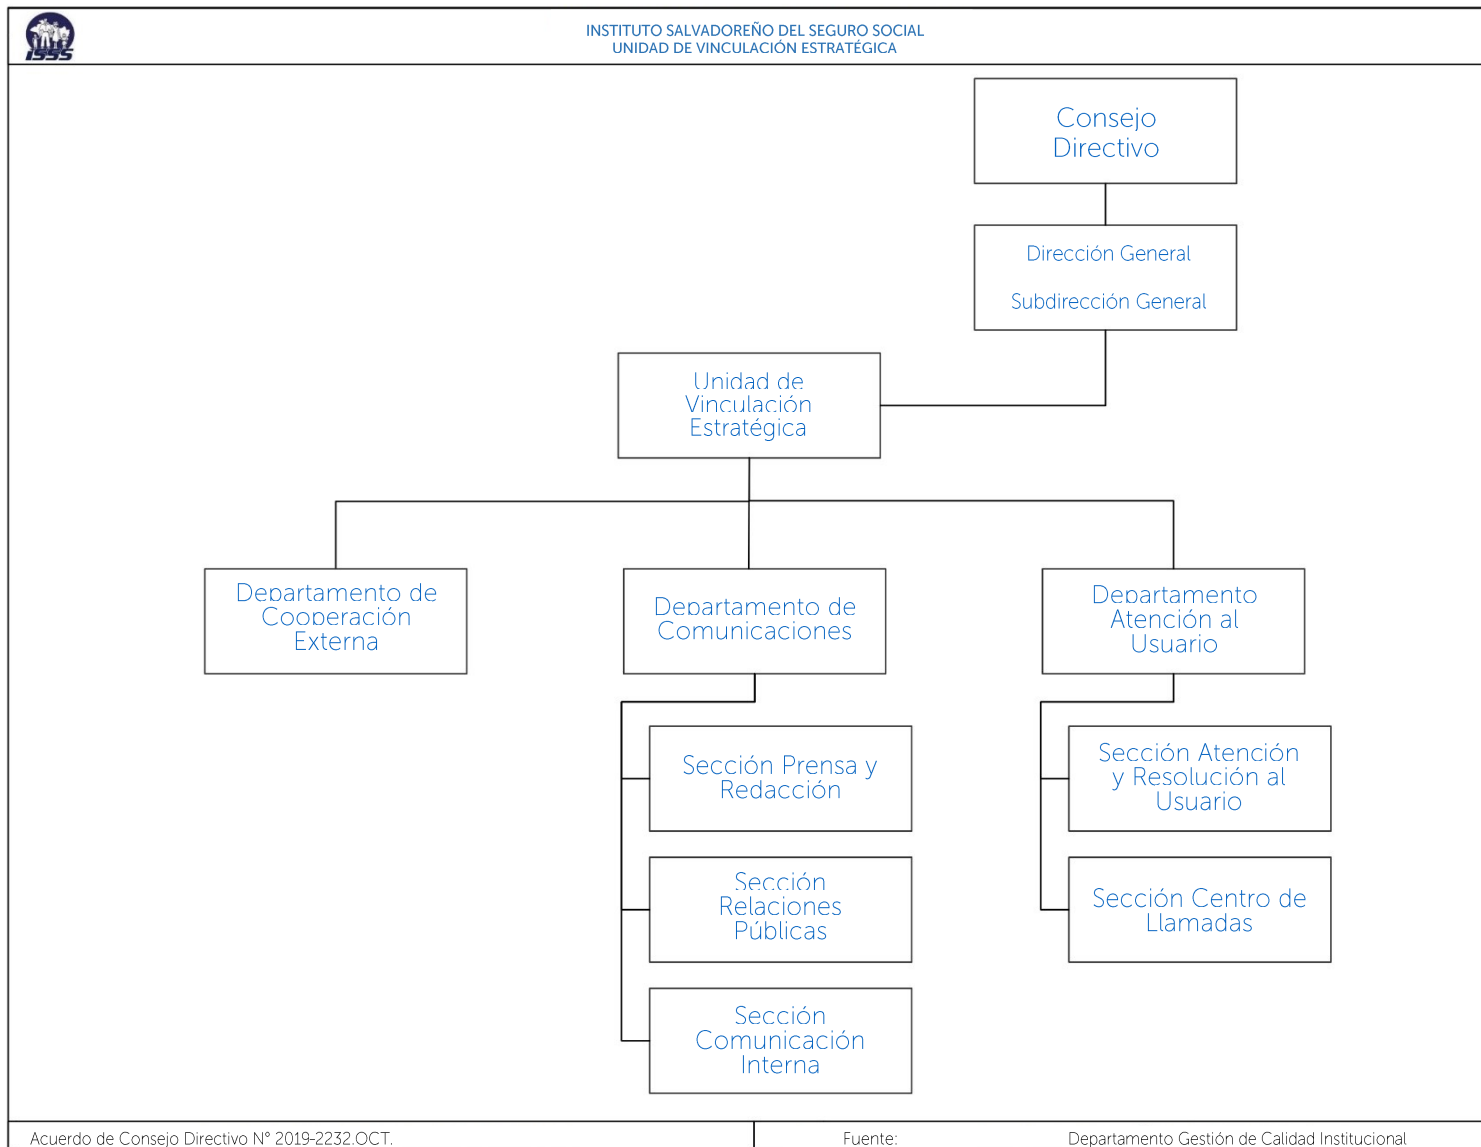 ISSS
INSTITUTO SALVADOREÑO DEL SEGURO SOCIAL
UNIDAD DE VINCULACIÓN ESTRATÉGICA
Consejo
Directivo
Dirección General
Subdirección General
Unidad de
Vinculación
Estratégica
Departamento de
Cooperación
Externa
Departamento de
Comunicaciones
Departamento
Atención al
Usuario
Sección Prensa y
Redacción
Sección Atención
y Resolución al
Usuario
Sección
Relaciones
Públicas
Sección Centro de
Llamadas
Sección
Comunicación
Interna
Acuerdo de Consejo Directivo N° 2019-2232.OCT.
Fuente: Departamento Gestión de Calidad Institucional